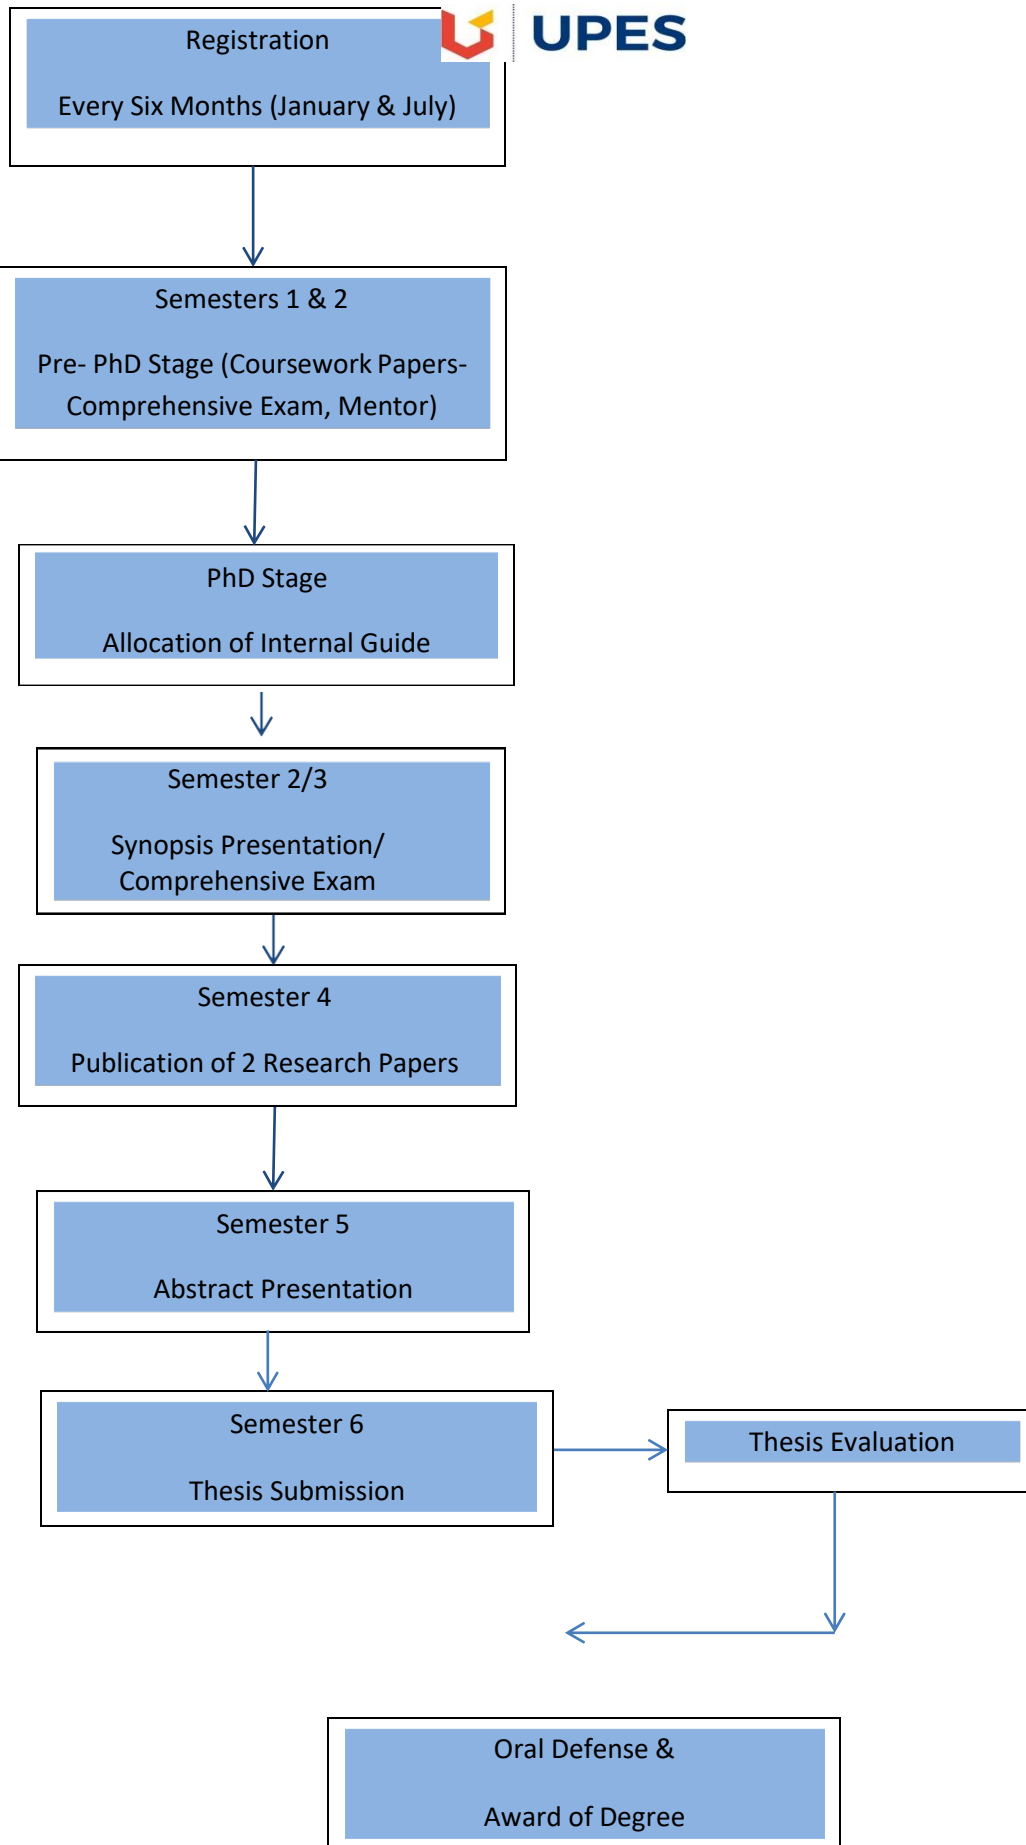 UPES
Registration
Every Six Months (January & July)
Semesters 1 & 2
Pre- PhD Stage (Coursework Papers-
Comprehensive Exam, Mentor)
PhD Stage
Allocation of Internal Guide
Semester 2/3
Synopsis Presentation/
Comprehensive Exam
Semester 4
Publication of 2 Research Papers
Semester 5
Abstract Presentation
Semester 6
Thesis Submission
Thesis Evaluation
Oral Defense &
Award of Degree